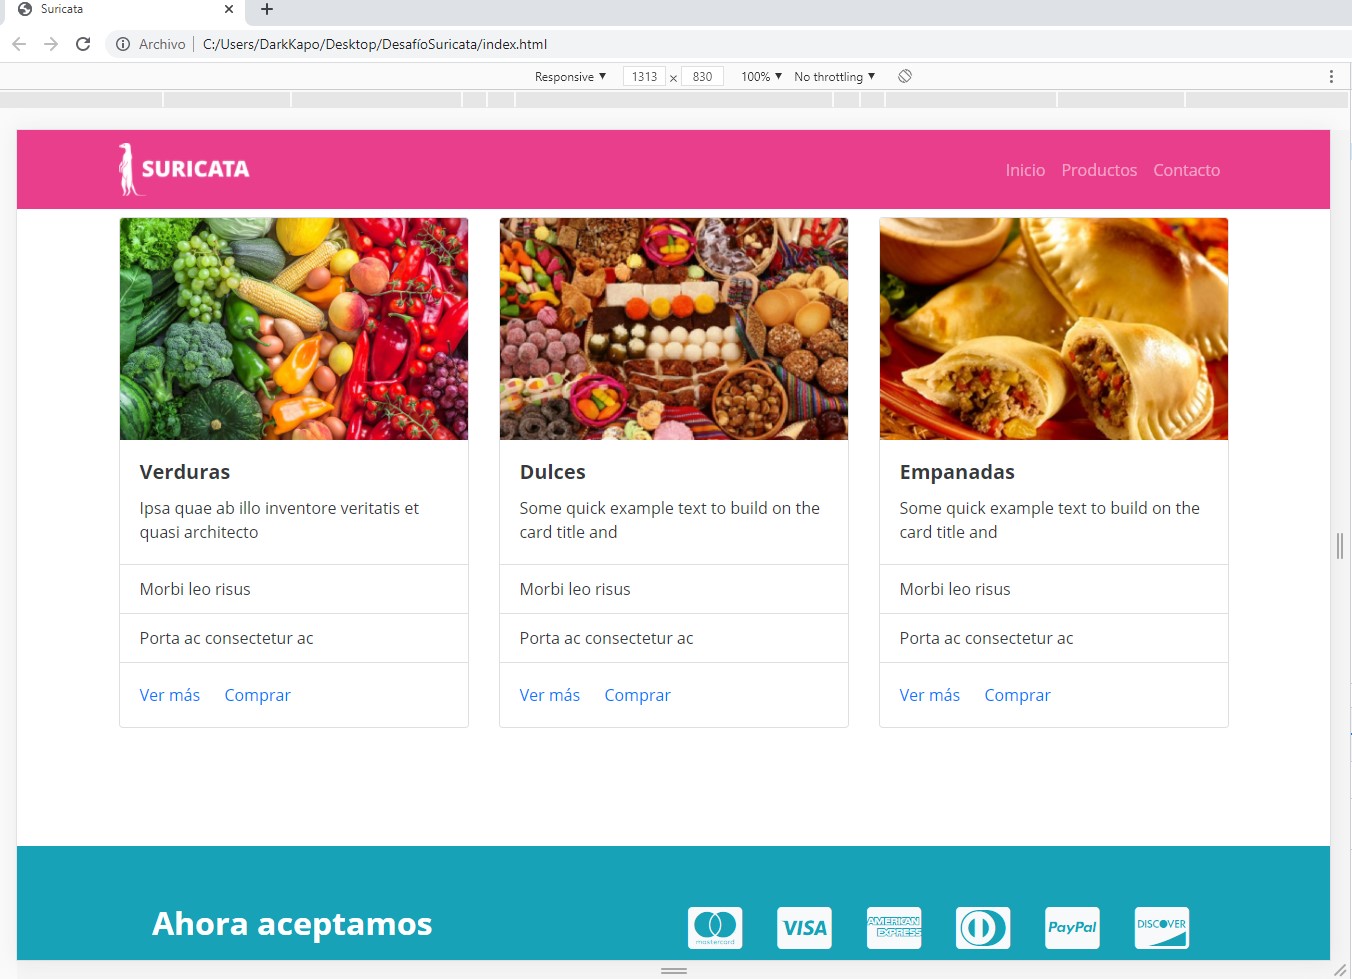 Suricata
Archivo
C:/Users/DarkKapo/Desktop/DesafíoSuricata/index.html
Responsive ▼ 1313 x 830 100% ▼ No throttling ▼
SURICATA
Inicio Productos Contacto
Verduras
Ipsa quae ab illo inventore veritatis et
quasi architecto
Morbi leo risus
Porta ac consectetur ac
Ver más Comprar
Dulces
Some quick example text to build on the
card title and
Morbi leo risus
Porta ac consectetur ac
Ver más Comprar
Empanadas
Some quick example text to build on the
card title and
Morbi leo risus
Porta ac consectetur ac
Ver más Comprar
Ahora aceptamos
mastercard
VISA
AMERICAN
EXPRESS
PayPal
DISCOVER